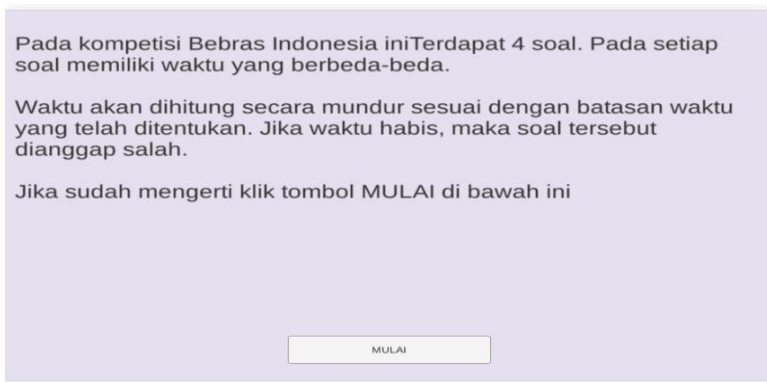 Pada kompetisi Bebras Indonesia iniTerdapat 4 soal. Pada setiap
soal memiliki waktu yang berbeda-beda.
Waktu akan dihitung secara mundur sesuai dengan batasan waktu
yang telah ditentukan. Jika waktu habis, maka soal tersebut
dianggap salah.
Jika sudah mengerti klik tombol MULAI di bawah ini
MULAI